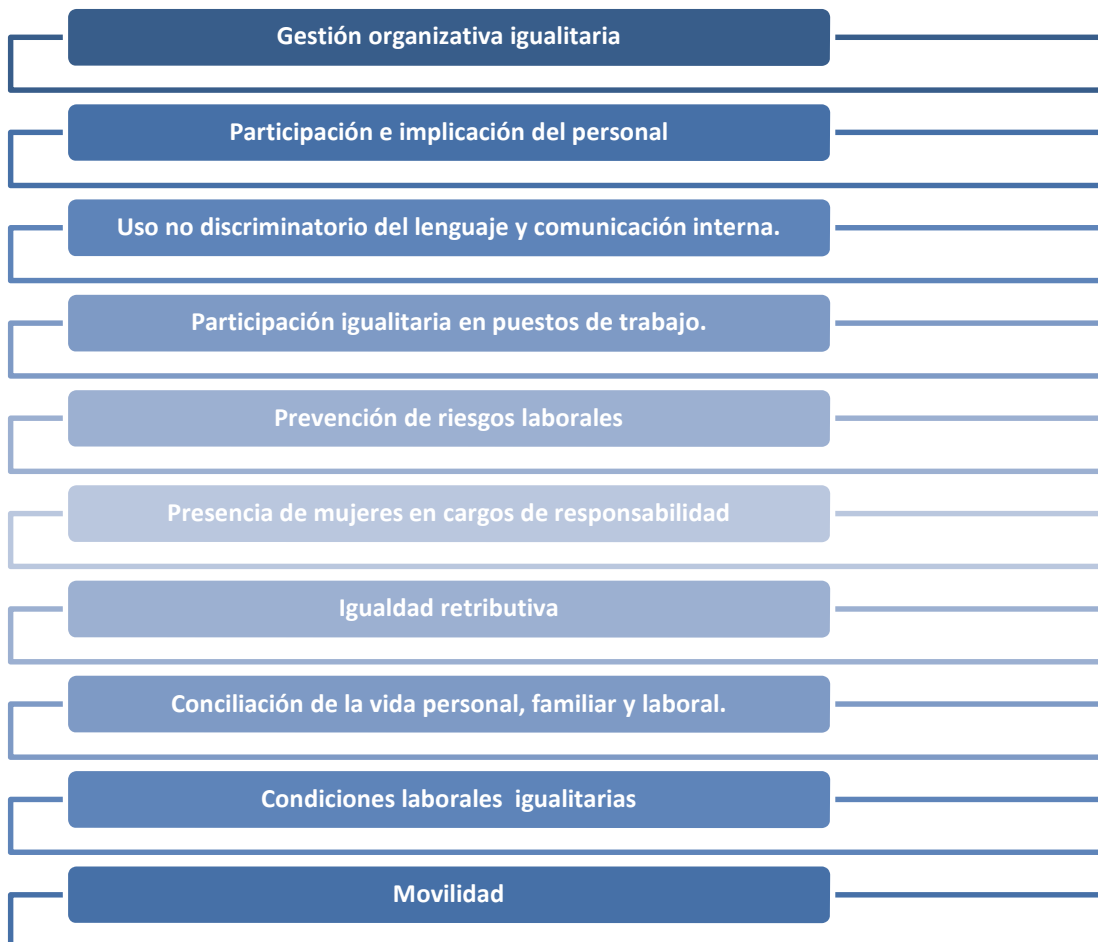 Gestión organizativa igualitaria
Participación e implicación del personal
Uso no discriminatorio del lenguaje y comunicación interna.
Participación igualitaria en puestos de trabajo.
Prevención de riesgos laborales
Presencia de mujeres en cargos de responsabilidad
Igualdad retributiva
Conciliación de la vida personal, familiar y laboral.
Condiciones laborales  igualitarias
Movilidad